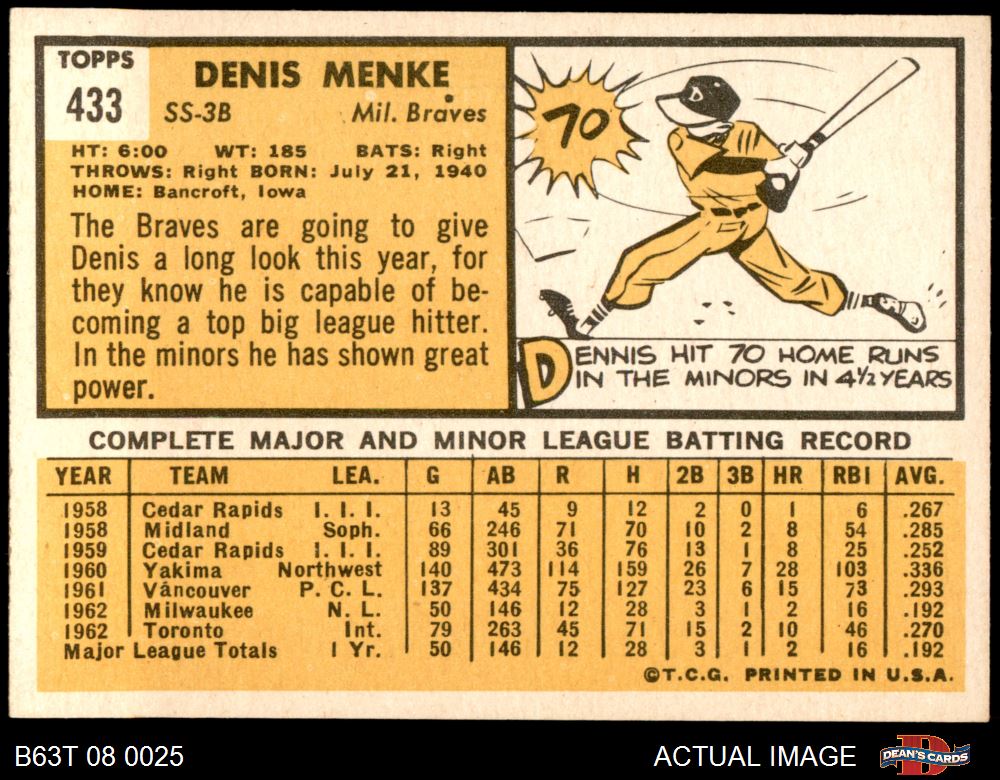 TOPPS
433
DENIS MENKE
SS-3B Mil. Braves
HT: 6:00 WT: 185 BATS: Right
THROWS: Right BORN: July 21, 1940
HOME: Bancroft, Iowa
The Braves are going to give
Denis a long look this year, for
they know he is capable of be-
coming a top big league hitter.
In the minors he has shown great
power.
70
D
DENNIS HIT 70 HOME RUNS
IN THE MINORS IN 4½ YEARS
COMPLETE MAJOR AND MINOR LEAGUE BATTING RECORD
YEAR TEAM LEA. G AB R H 2B 3B HR RBI AVG.
1958 Cedar Rapids I. I. I. 13 45 9 12 2 0 1 6 .267
1958 Midland Soph. 66 246 71 70 10 2 8 54 .285
1959 Cedar Rapids I. I. I. 89 301 36 76 13 1 8 25 .252
1960 Yakima Northwest 140 473 114 159 26 7 28 103 .336
1961 Vancouver P. C. L. 137 434 75 127 23 6 15 73 .293
1962 Milwaukee N. L. 50 146 12 28 3 1 2 16 .192
1962 Toronto Int. 79 263 45 71 15 2 10 46 .270
Major League Totals 1 Yr. 50 146 12 28 3 1 2 16 .192
©T.C.G. PRINTED IN U.S.A.
B63T 08 0025 ACTUAL IMAGE DEAN'S CARDS